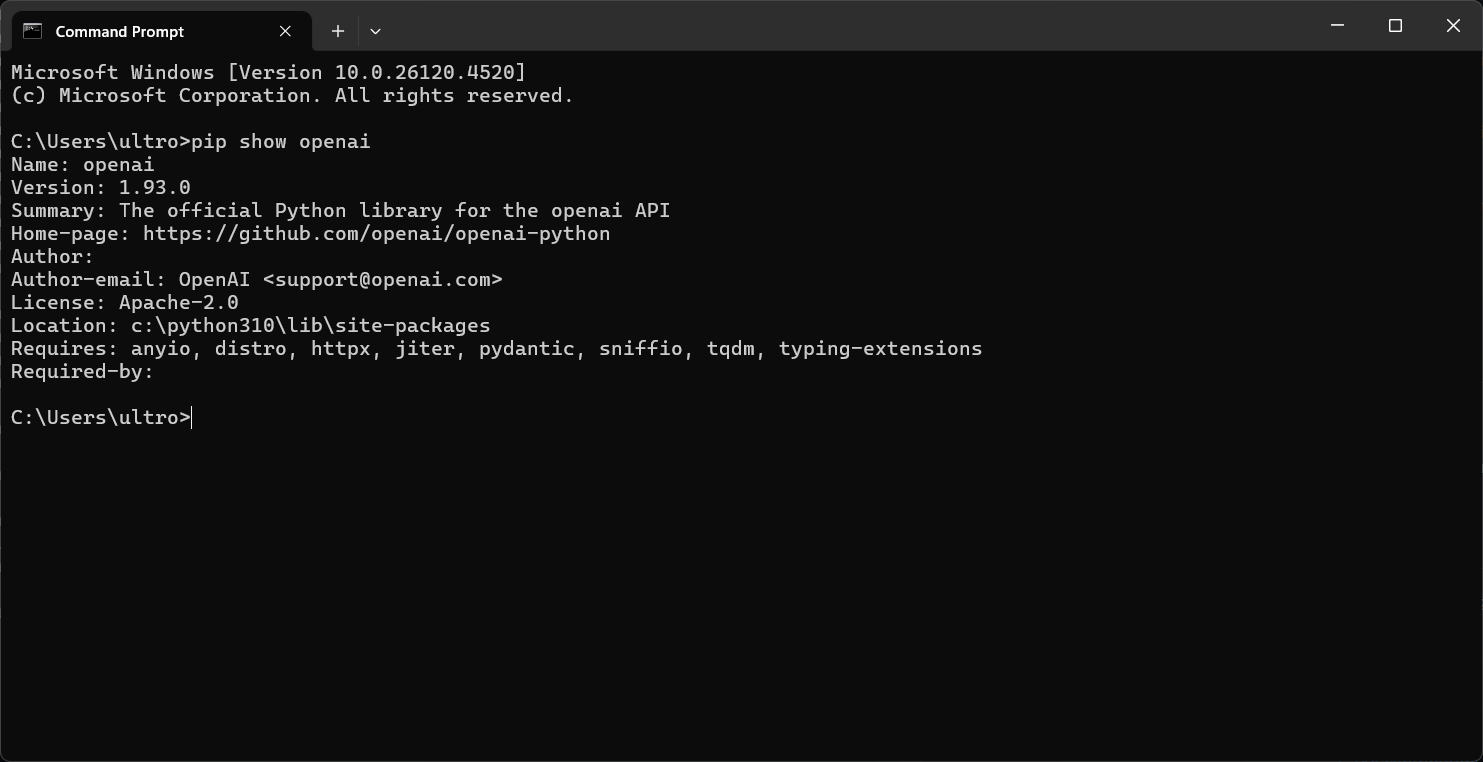 Command Prompt
Microsoft Windows [Version 10.0.26120.4520]
(c) Microsoft Corporation. All rights reserved.
C:\Users\ultro>pip show openai
Name: openai
Version: 1.93.0
Summary: The official Python library for the openai API
Home-page: https://github.com/openai/openai-python
Author:
Author-email: OpenAI <support@openai.com>
License: Apache-2.0
Location: c:\python310\lib\site-packages
Requires: anyio, distro, httpx, jiter, pydantic, sniffio, tqdm, typing-extensions
Required-by:
C:\Users\ultro>